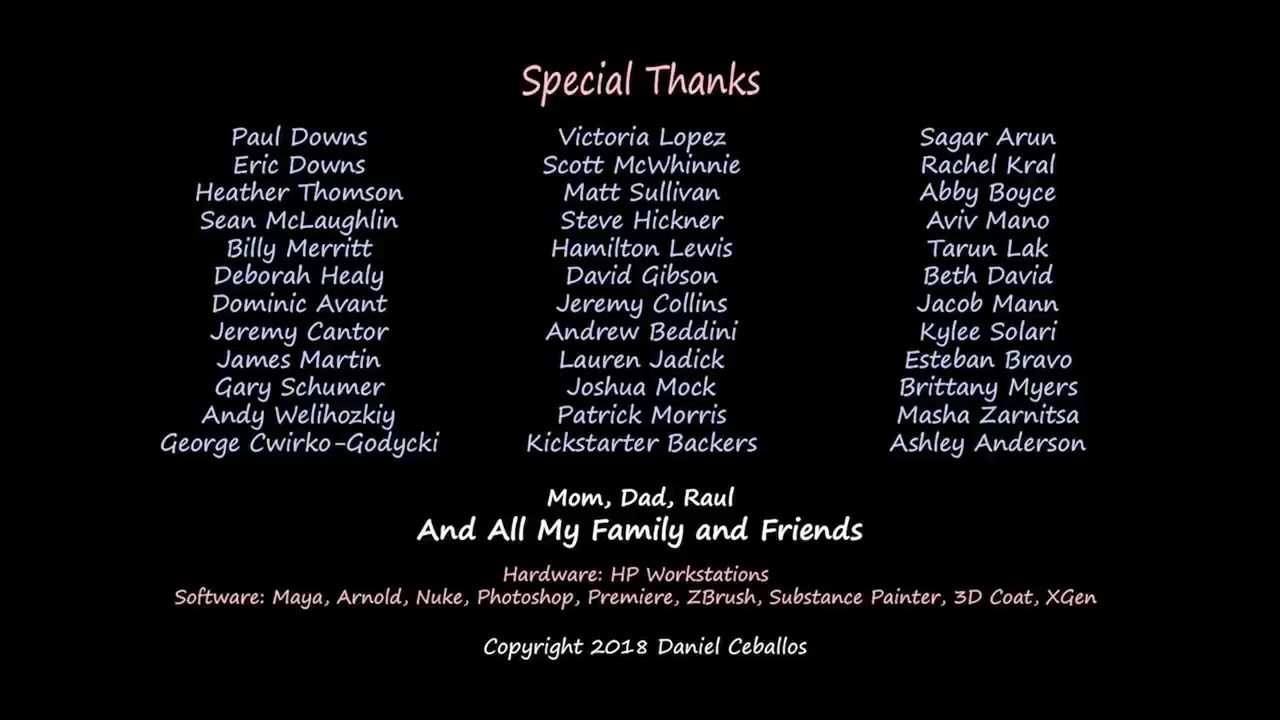 Special Thanks
Paul Downs
Eric Downs
Heather Thomson
Sean McLaughlin
Billy Merritt
Deborah Healy
Dominic Avant
Jeremy Cantor
James Martin
Gary Schumer
Andy Welihozkiy
George Cwirko-Godycki
Victoria Lopez
Scott McWhinnie
Matt Sullivan
Steve Hickner
Hamilton Lewis
David Gibson
Jeremy Collins
Andrew Beddini
Lauren Jadick
Joshua Mock
Patrick Morris
Kickstarter Backers
Sagar Arun
Rachel Kral
Abby Boyce
Aviv Mano
Tarun Lak
Beth David
Jacob Mann
Kylee Solari
Esteban Bravo
Brittany Myers
Masha Zarnitsa
Ashley Anderson
Mom, Dad, Raul
And All My Family and Friends
Hardware: HP Workstations
Software: Maya, Arnold, Nuke, Photoshop, Premiere, ZBrush, Substance Painter, 3D Coat, XGen
Copyright 2018 Daniel Ceballos